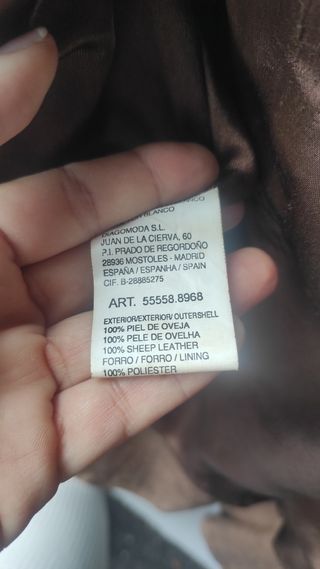 BLANCO
DIAGOMODA S.L.
JUAN DE LA CIERVA, 60
P.I. PRADO DE REGORDOÑO
28936 MOSTOLES - MADRID
ESPAÑA / ESPANHA / SPAIN
CIF. B-28885275
ART. 55558.8968
EXTERIOR/EXTERIOR/ OUTERSHELL
100% PIEL DE OVEJA
100% PELE DE OVELHA
100% SHEEP LEATHER
FORRO / FORRO / LINING
100% POLIESTER